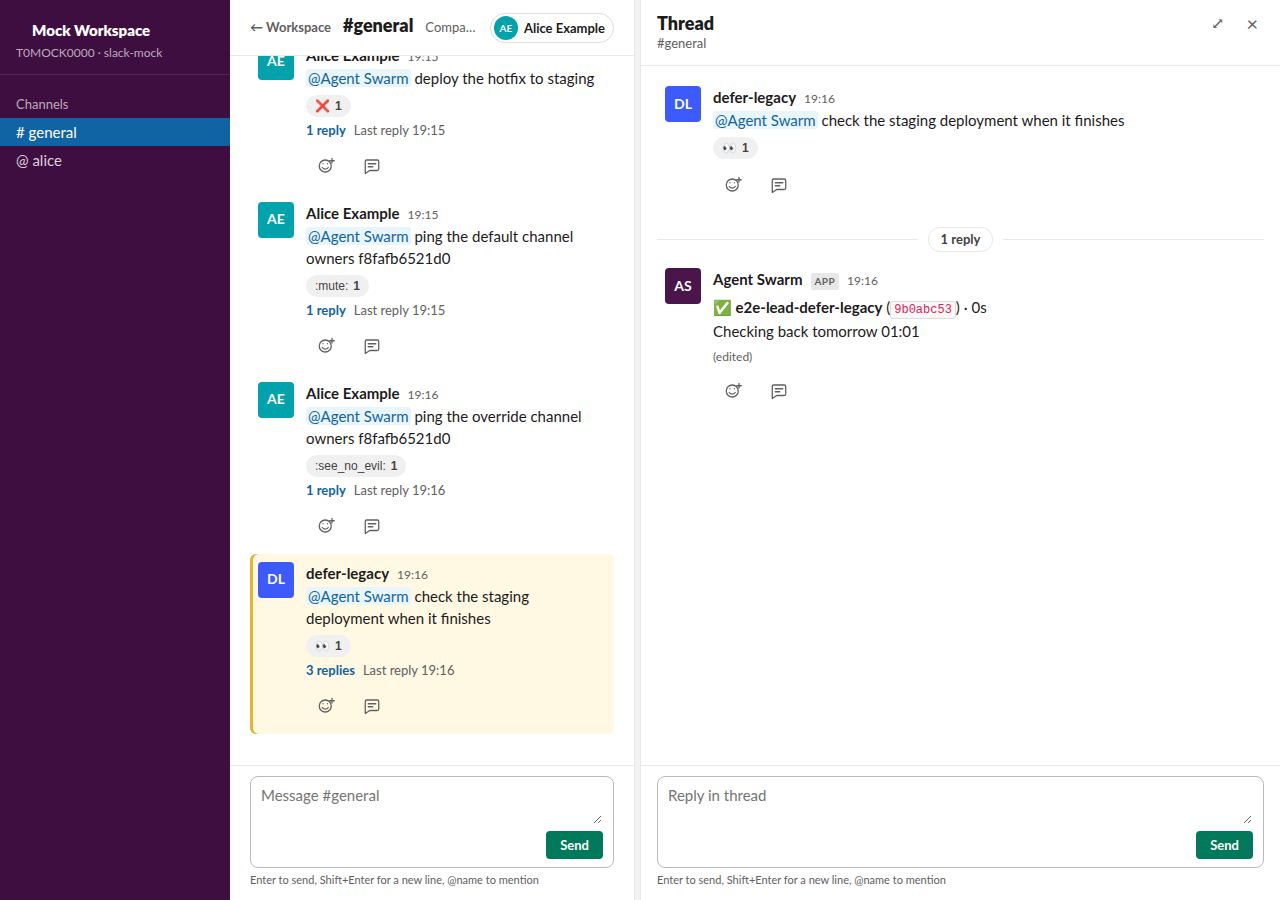 Mock Workspace
T0MOCK0000 · slack-mock
Channels
# general
@ alice
← Workspace #general Compa... AE Alice Example
AE Alice Example 19:15
@Agent Swarm deploy the hotfix to staging
❌ 1
1 reply Last reply 19:15
AE Alice Example 19:15
@Agent Swarm ping the default channel
owners f8fafb6521d0
:mute: 1
1 reply Last reply 19:15
AE Alice Example 19:16
@Agent Swarm ping the override channel
owners f8fafb6521d0
:see_no_evil: 1
1 reply Last reply 19:16
DL defer-legacy 19:16
@Agent Swarm check the staging
deployment when it finishes
👀 1
3 replies Last reply 19:16
Message #general
Send
Enter to send, Shift+Enter for a new line, @name to mention
Thread
#general
DL defer-legacy 19:16
@Agent Swarm check the staging deployment when it finishes
👀 1
1 reply
AS Agent Swarm APP 19:16
✅ e2e-lead-defer-legacy (9b0abc53) · 0s
Checking back tomorrow 01:01
(edited)
Reply in thread
Send
Enter to send, Shift+Enter for a new line, @name to mention